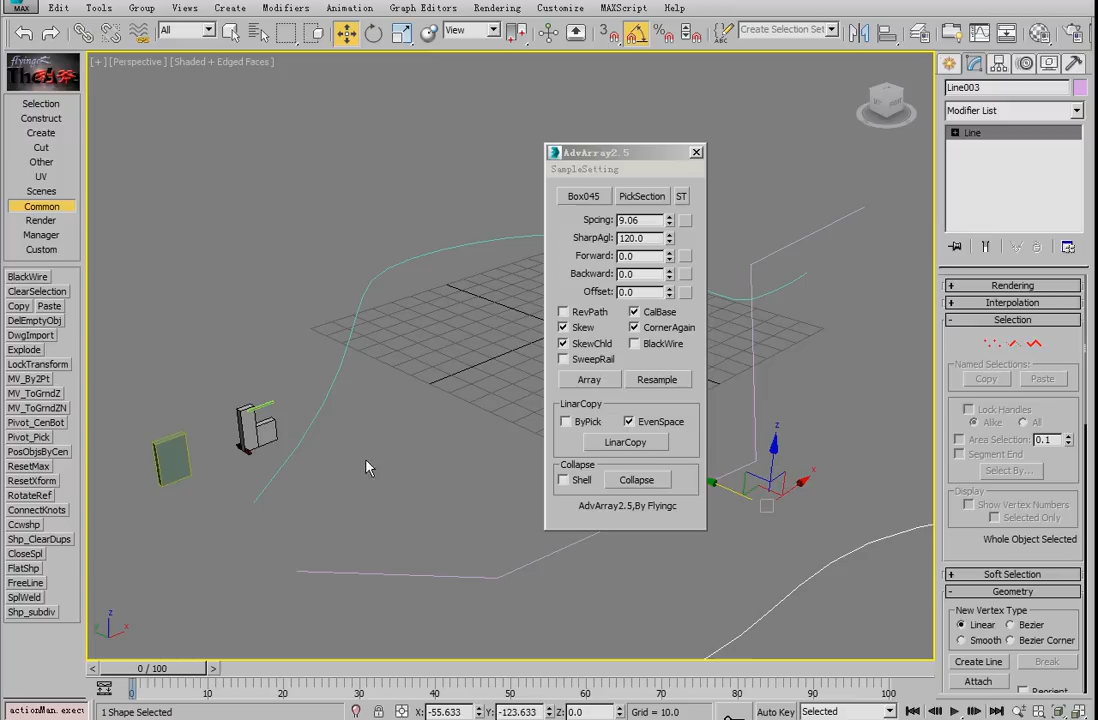 MAX Edit Tools Group Views Create Modifiers Animation Graph Editors Rendering Customize MAXScript Help
All View Create Selection Set
[ + ] [Perspective ] [Shaded + Edged Faces ]
flyingc
Selection
Construct
Create
Cut
Other
UV
Scenes
Common
Render
Manager
Custom
BlackWire
ClearSelection
Copy Paste
DelEmptyObj
DwgImport
Explode
LockTransform
MV_By2Pt
MV_ToGrndZ
MV_ToGrndZN
Pivot_CenBot
Pivot_Pick
PosObjsByCen
ResetMax
ResetXform
RotateRef
ConnectKnots
Ccwshp
Shp_ClearDups
CloseSpl
FlatShp
FreeLine
SplWeld
Shp_subdiv
AdvArray2.5
SampleSetting
Box045 PickSection ST
Spcing: 9.06
SharpAgl: 120.0
Forward: 0.0
Backward: 0.0
Offset: 0.0
RevPath CalBase
Skew CornerAgain
SkewChld BlackWire
SweepRail
Array Resample
LinarCopy
ByPick EvenSpace
LinarCopy
Collapse
Shell Collapse
AdvArray2.5,By Flyingc
z
x
z
x
y
Line003
Modifier List
Line
Rendering
Interpolation
Selection
Named Selections:
Copy Paste
Lock Handles
Alike All
Area Selection: 0.1
Segment End
Select By...
Display
Show Vertex Numbers
Selected Only
Whole Object Selected
Soft Selection
Geometry
New Vertex Type
Linear Bezier
Smooth Bezier Corner
Create Line Break
Attach Reorient
< 0 / 100 >
0 10 20 30 40 50 60 70 80 90 100
actionMan.execu 1 Shape Selected X: -55.633 Y: -123.633 Z: 0.0 Grid = 10.0 Auto Key Selected